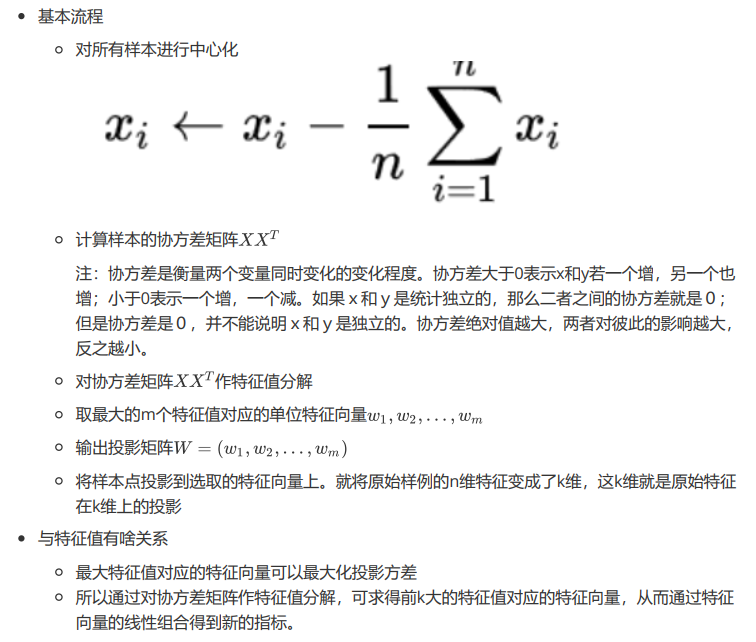 基本流程
对所有样本进行中心化
x_i ← x_i − \frac{1}{n} \sum_{i=1}^{n} x_i
计算样本的协方差矩阵XX^T
注：协方差是衡量两个变量同时变化的变化程度。协方差大于0表示x和y若一个增，另一个也
增；小于0表示一个增，一个减。如果ｘ和ｙ是统计独立的，那么二者之间的协方差就是０；
但是协方差是０，并不能说明ｘ和ｙ是独立的。协方差绝对值越大，两者对彼此的影响越大，
反之越小。
对协方差矩阵XX^T作特征值分解
取最大的m个特征值对应的单位特征向量w_1, w_2, . . . , w_m
输出投影矩阵W = (w_1, w_2, . . . , w_m)
将样本点投影到选取的特征向量上。就将原始样例的n维特征变成了k维，这k维就是原始特征
在k维上的投影
与特征值有啥关系
最大特征值对应的特征向量可以最大化投影方差
所以通过对协方差矩阵作特征值分解，可求得前k大的特征值对应的特征向量，从而通过特征
向量的线性组合得到新的指标。